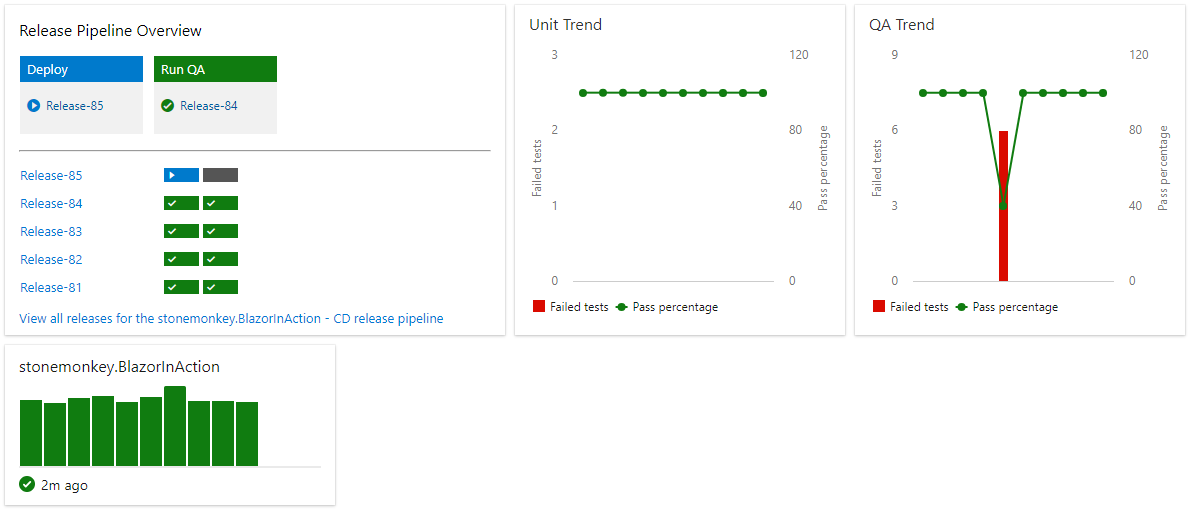 Release Pipeline Overview
Deploy
Run QA
Release-85
Release-84
Release-85
Release-84
Release-83
Release-82
Release-81
View all releases for the stonemonkey.BlazorInAction - CD release pipeline
Unit Trend
3
2
1
0
Failed tests
120
80
40
0
Pass percentage
Failed tests
Pass percentage
QA Trend
9
6
3
0
Failed tests
120
80
40
0
Pass percentage
Failed tests
Pass percentage
stonemonkey.BlazorInAction
2m ago